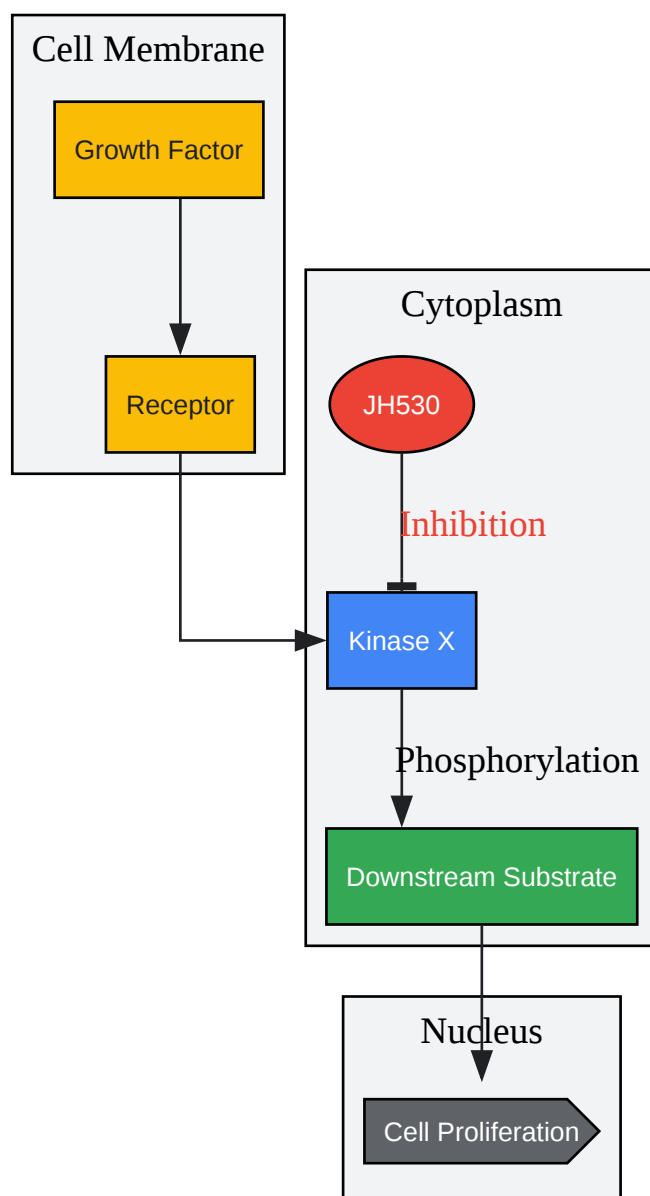 Cell Membrane
Growth Factor
Receptor
Cytoplasm
JH530
Inhibition
Kinase X
Phosphorylation
Downstream Substrate
Nucleus
Cell Proliferation